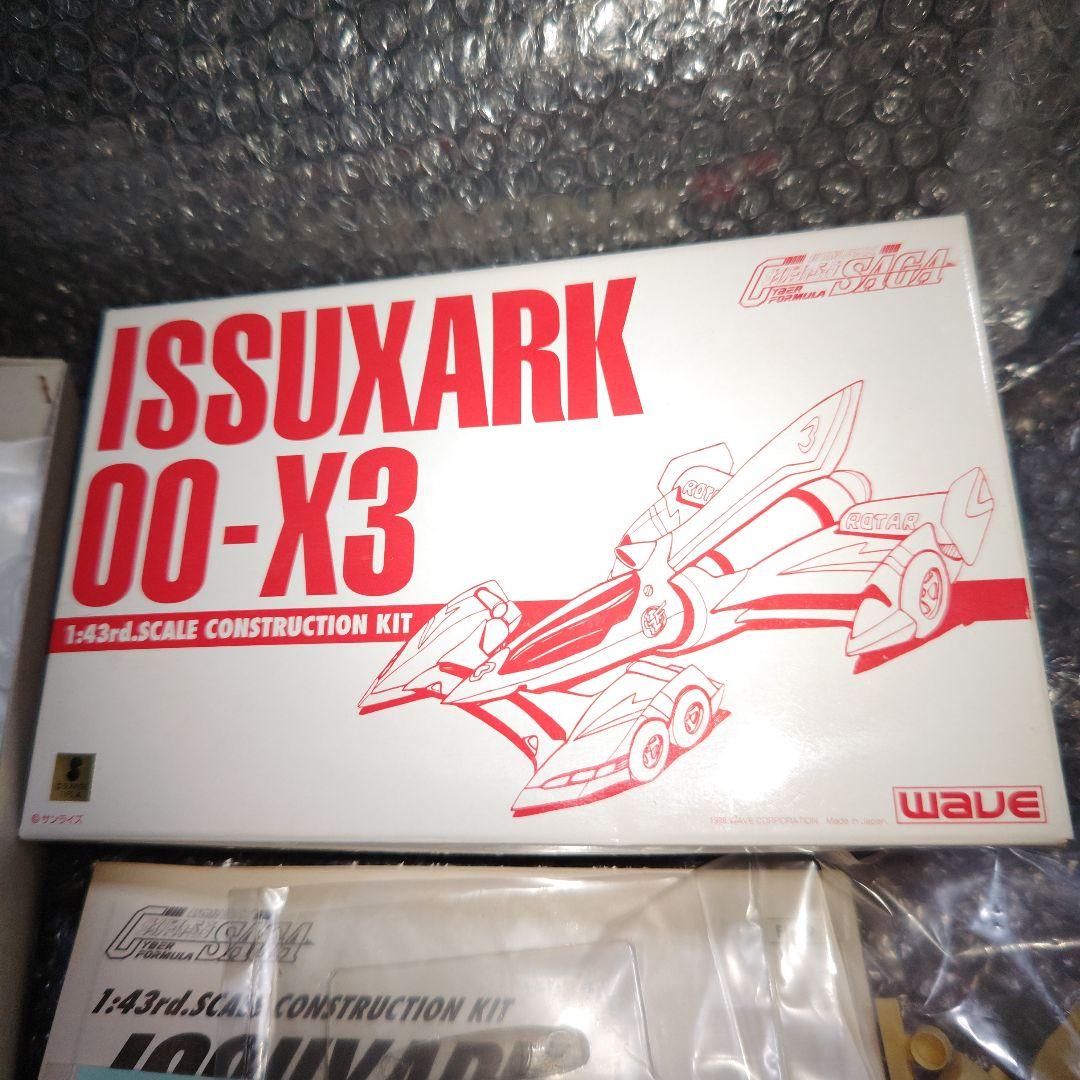 CYBER FORMULA SAGA
ISSUXARK
00-X3
1:43rd.SCALE CONSTRUCTION KIT
3
ROTAR
ROTAR
©サンライズ
WAVE CORPORATION. Made in Japan.
WAVE
CYBER FORMULA SAGA
1:43rd.SCALE CONSTRUCTION KIT
ISSUXARK